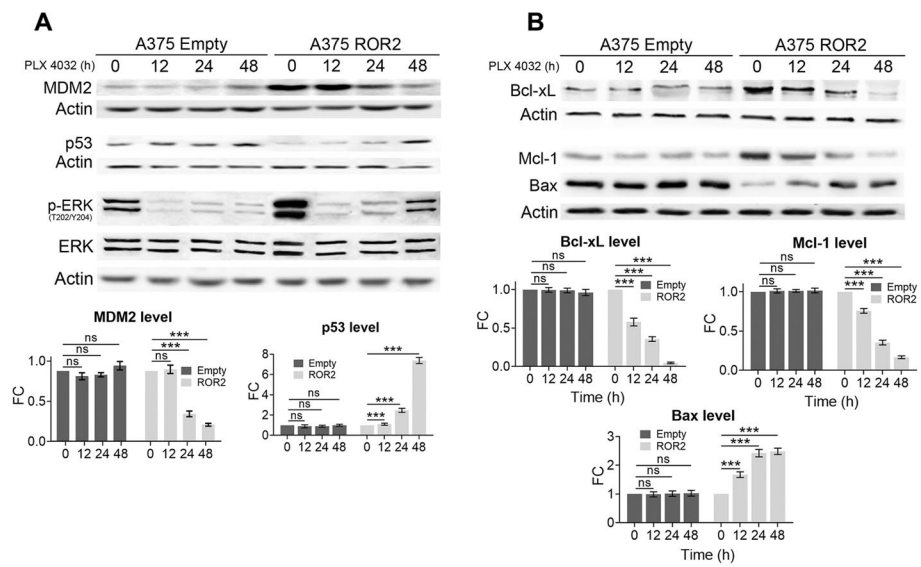 A
A375 Empty A375 ROR2
PLX 4032 (h) 0 12 24 48 0 12 24 48
MDM2
Actin
p53
Actin
p-ERK
(T202/Y204)
ERK
Actin
MDM2 level
FC
1.0
0.5
0.0
ns
ns
ns
***
***
ns
Empty
ROR2
0 12 24 48 0 12 24 48
p53 level
FC
8
6
4
2
0
Empty
ROR2
ns
ns
ns
***
***
***
0 12 24 48 0 12 24 48
B
A375 Empty A375 ROR2
PLX 4032 (h) 0 12 24 48 0 12 24 48
Bcl-xL
Actin
Mcl-1
Bax
Actin
Bcl-xL level
FC
1.0
0.5
0.0
ns
ns
ns
***
***
***
Empty
ROR2
0 12 24 48 0 12 24 48
Time (h)
Mcl-1 level
FC
1.0
0.5
0.0
ns
ns
ns
***
***
***
Empty
ROR2
0 12 24 48 0 12 24 48
Time (h)
Bax level
FC
3
2
1
0
Empty
ROR2
ns
ns
ns
***
***
***
0 12 24 48 0 12 24 48
Time (h)